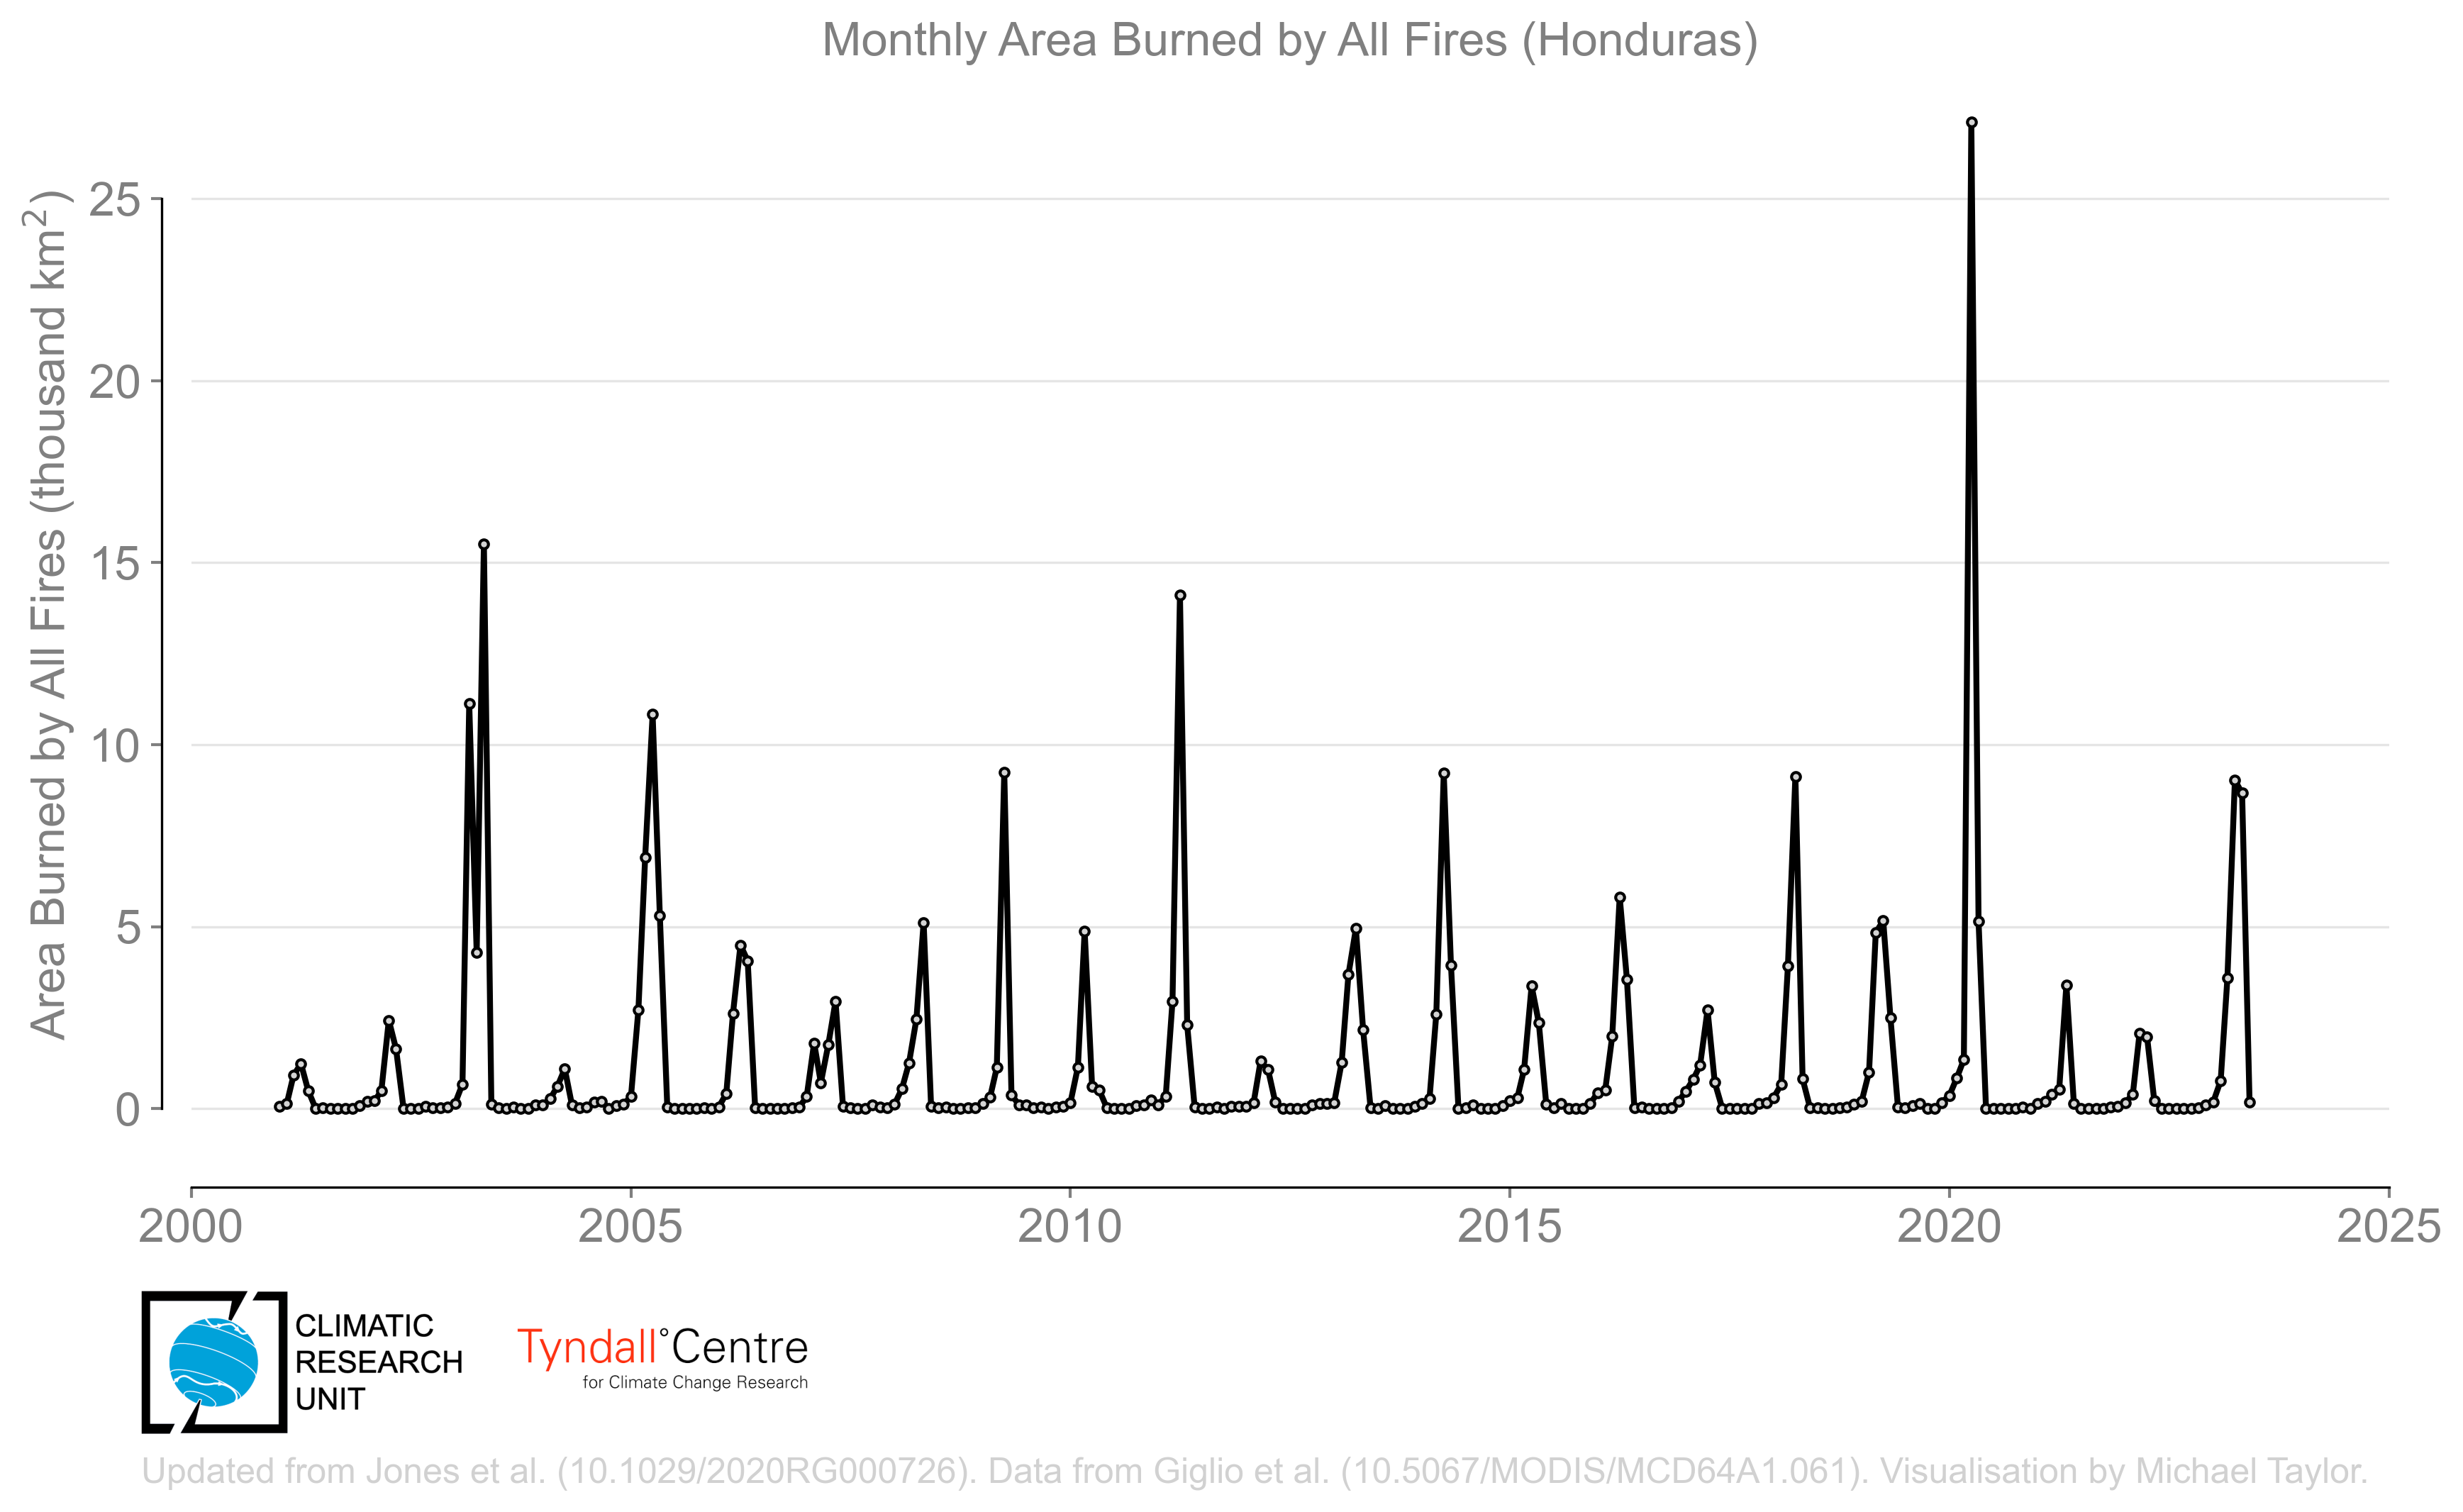 Monthly Area Burned by All Fires (Honduras)
Area Burned by All Fires (thousand km²)
25
20
15
10
5
0
2000 2005 2010 2015 2020 2025
CLIMATIC
RESEARCH
UNIT
Tyndall°Centre
for Climate Change Research
Updated from Jones et al. (10.1029/2020RG000726). Data from Giglio et al. (10.5067/MODIS/MCD64A1.061). Visualisation by Michael Taylor.